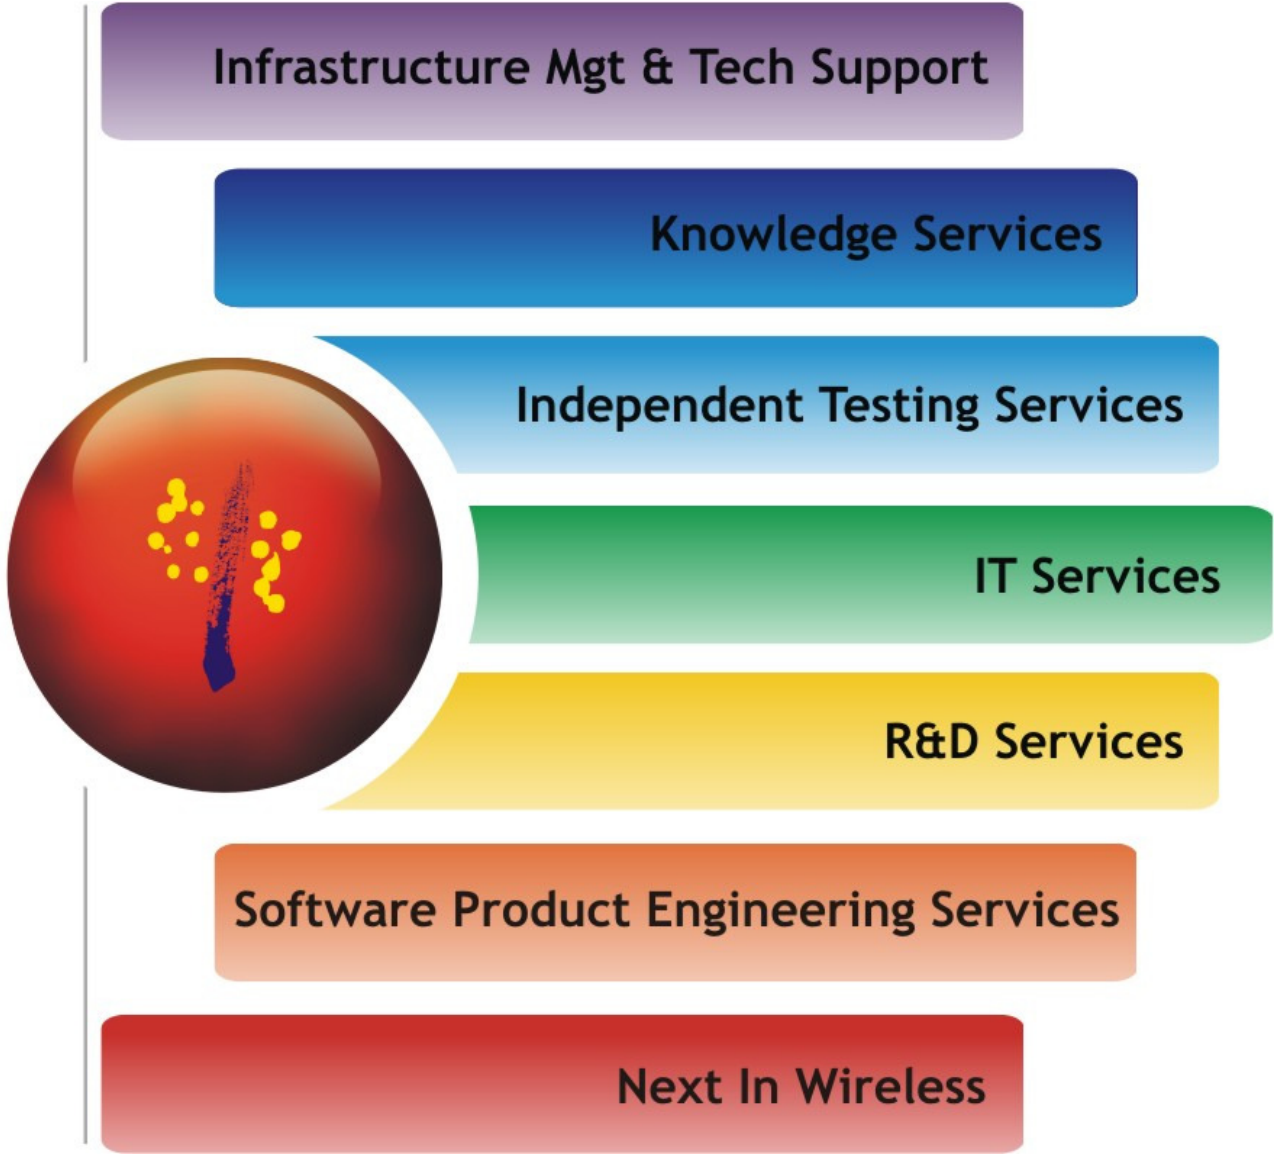 Infrastructure Mgt & Tech Support
Knowledge Services
Independent Testing Services
IT Services
R&D Services
Software Product Engineering Services
Next In Wireless